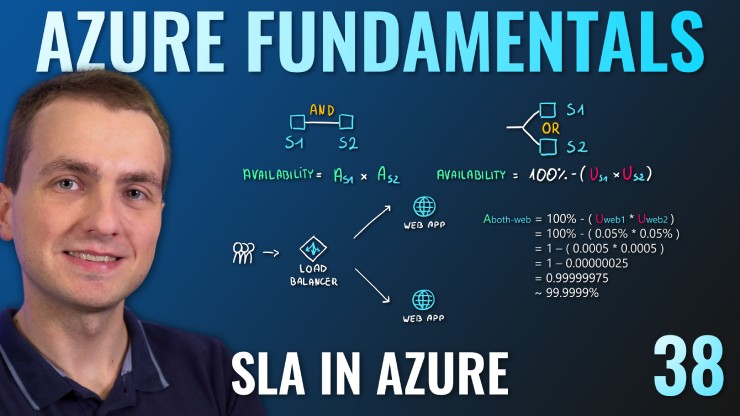 AZURE FUNDAMENTALS
AND
S1 S2
AVAILABILITY = AS1 × AS2
S1
OR
S2
AVAILABILITY = 100% - (US1 × US2)
WEB APP
LOAD
BALANCER
WEB APP
Aboth-web = 100% - ( Uweb1 * Uweb2 )
= 100% - ( 0.05% * 0.05% )
= 1 – ( 0.0005 * 0.0005 )
= 1 – 0.00000025
= 0.99999975
~ 99.9999%
SLA IN AZURE
38